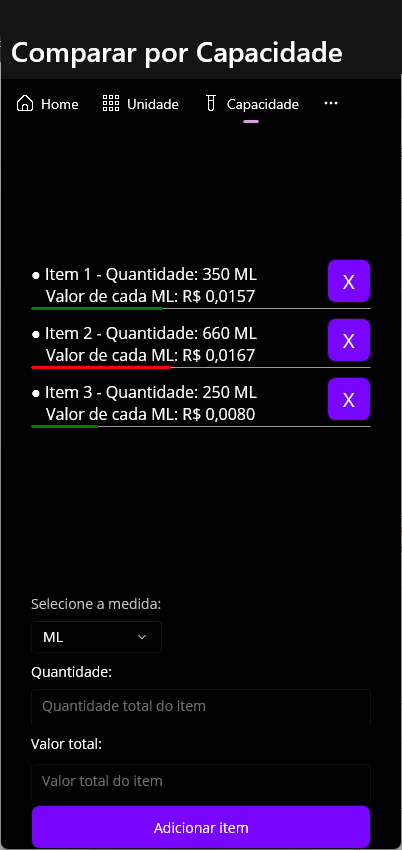 Comparar por Capacidade
Home Unidade Capacidade ...
● Item 1 - Quantidade: 350 ML
Valor de cada ML: R$ 0,0157
X
● Item 2 - Quantidade: 660 ML
Valor de cada ML: R$ 0,0167
X
● Item 3 - Quantidade: 250 ML
Valor de cada ML: R$ 0,0080
X
Selecione a medida:
ML
Quantidade:
Quantidade total do item
Valor total:
Valor total do item
Adicionar item